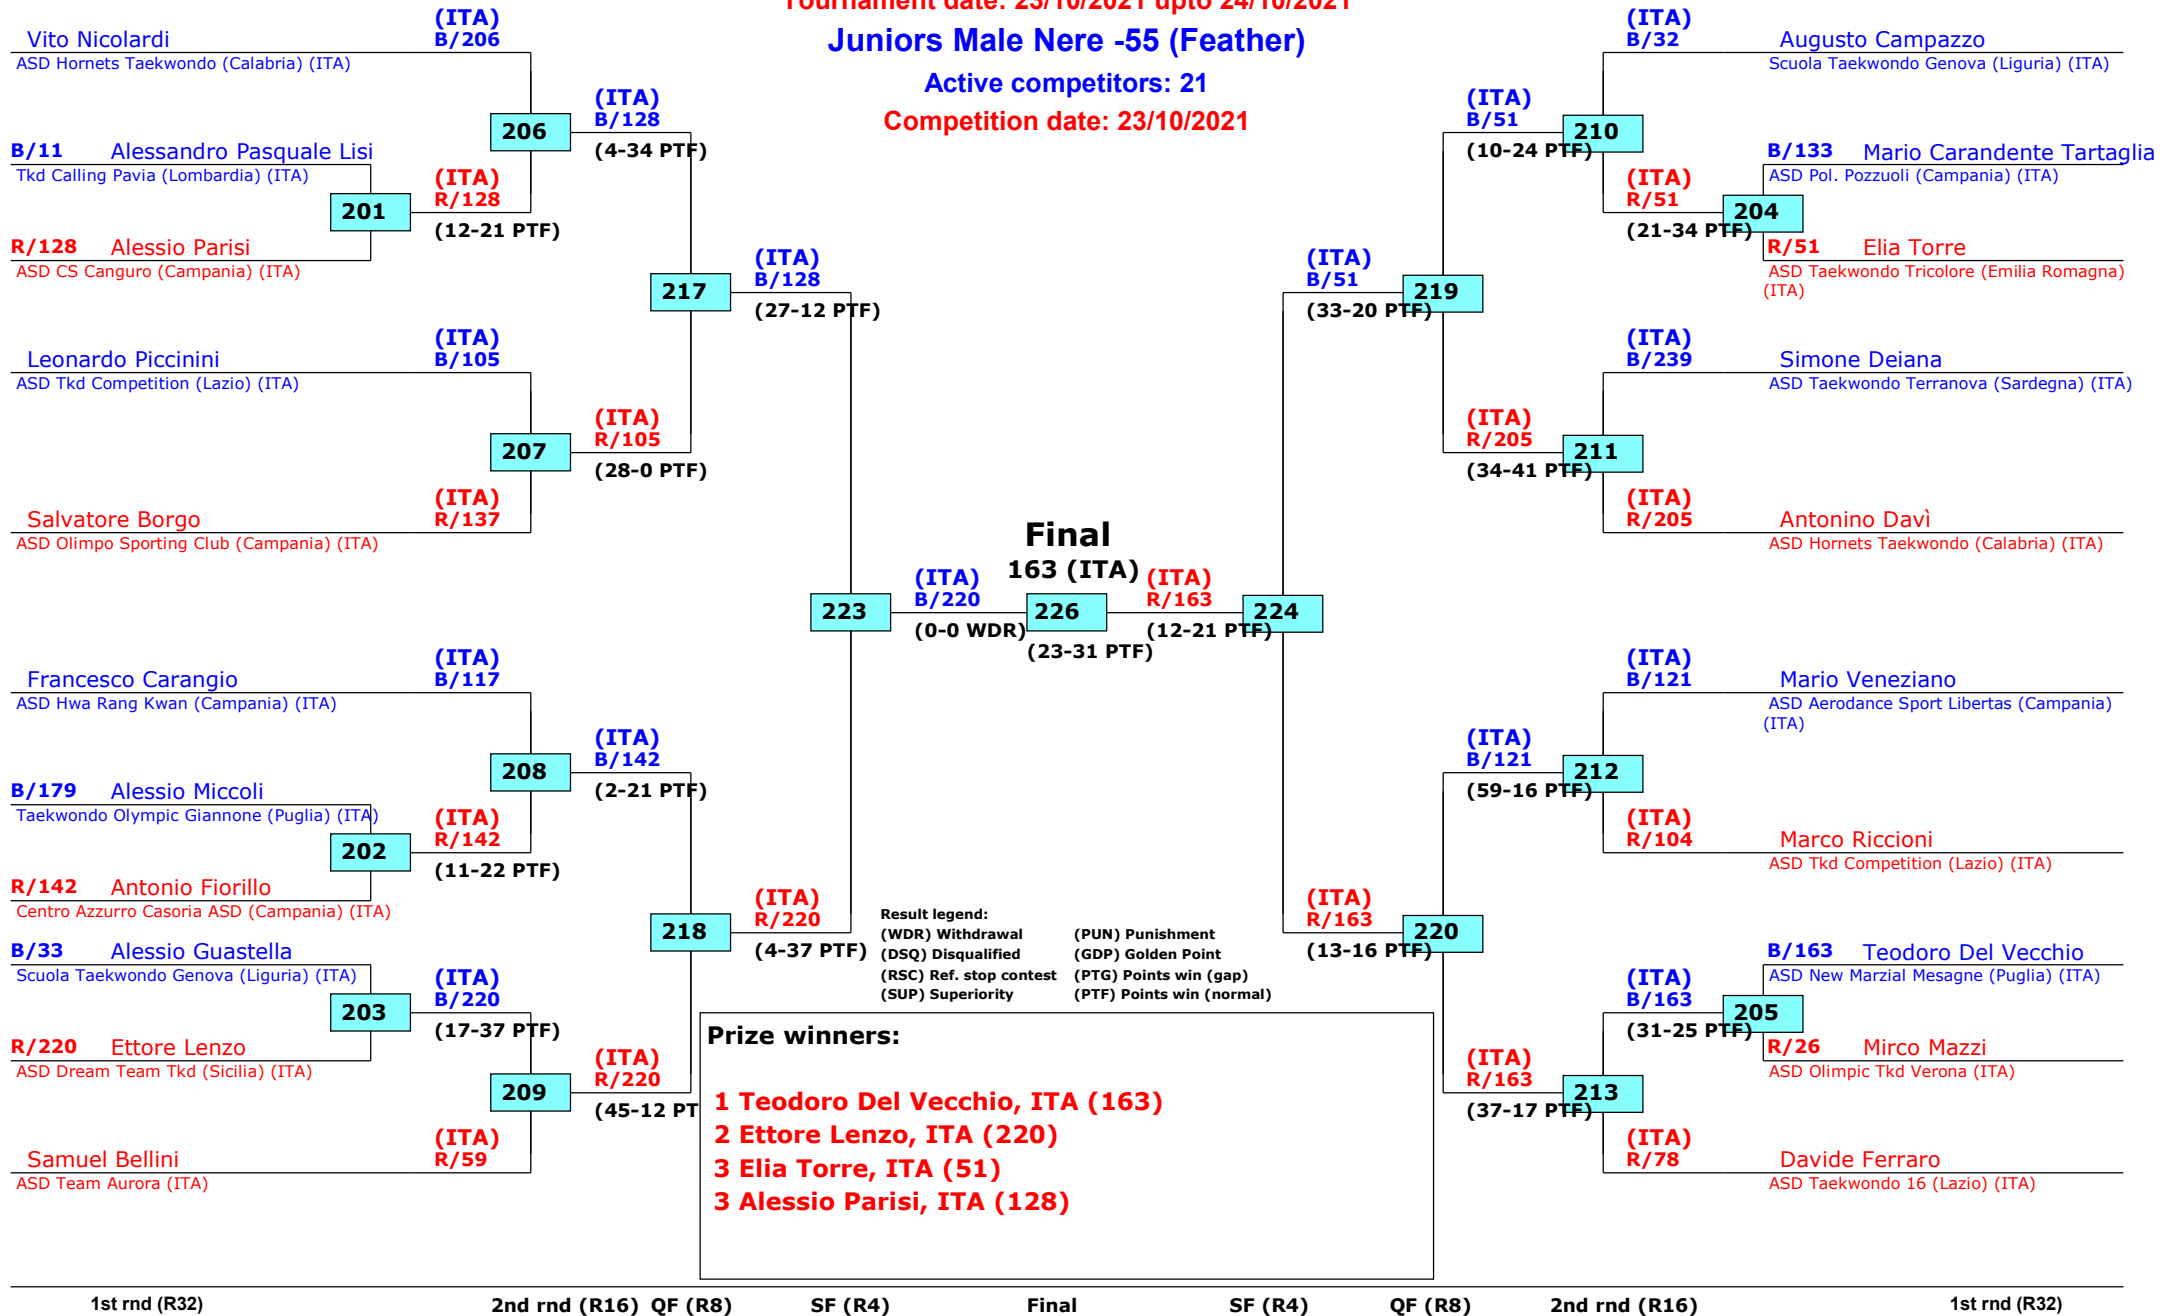 Tournament date: 23/10/2021 upto 24/10/2021
Juniors Male Nere -55 (Feather)
Active competitors: 21
Competition date: 23/10/2021
(ITA)
Vito Nicolardi B/206
ASD Hornets Taekwondo (Calabria) (ITA)
206
(ITA)
B/128
(4-34 PTF)
B/11 Alessandro Pasquale Lisi
Tkd Calling Pavia (Lombardia) (ITA)
201
(ITA)
R/128
(12-21 PTF)
R/128 Alessio Parisi
ASD CS Canguro (Campania) (ITA)
217
(ITA)
B/128
(27-12 PTF)
(ITA)
Leonardo Piccinini B/105
ASD Tkd Competition (Lazio) (ITA)
207
(ITA)
R/105
(28-0 PTF)
(ITA)
Salvatore Borgo R/137
ASD Olimpo Sporting Club (Campania) (ITA)
223
(ITA)
B/220
(0-0 WDR)
(ITA)
Francesco Carangio B/117
ASD Hwa Rang Kwan (Campania) (ITA)
208
(ITA)
B/142
(2-21 PTF)
B/179 Alessio Miccoli
Taekwondo Olympic Giannone (Puglia) (ITA)
202
(ITA)
R/142
(11-22 PTF)
R/142 Antonio Fiorillo
Centro Azzurro Casoria ASD (Campania) (ITA)
218
(ITA)
R/220
(4-37 PTF)
B/33 Alessio Guastella
Scuola Taekwondo Genova (Liguria) (ITA)
203
(ITA)
B/220
(17-37 PTF)
R/220 Ettore Lenzo
ASD Dream Team Tkd (Sicilia) (ITA)
209
(ITA)
R/220
(45-12 PT
(ITA)
Samuel Bellini R/59
ASD Team Aurora (ITA)
Final
163 (ITA)
226
(23-31 PTF)
(ITA)
R/163
(12-21 PTF)
224
(ITA)
B/32 Augusto Campazzo
Scuola Taekwondo Genova (Liguria) (ITA)
(ITA)
B/51
(10-24 PTF)
210
B/133 Mario Carandente Tartaglia
ASD Pol. Pozzuoli (Campania) (ITA)
(ITA)
R/51
(21-34 PTF)
204
R/51 Elia Torre
ASD Taekwondo Tricolore (Emilia Romagna)
(ITA)
(ITA)
B/51
(33-20 PTF)
219
(ITA)
B/239 Simone Deiana
ASD Taekwondo Terranova (Sardegna) (ITA)
(ITA)
R/205
(34-41 PTF)
211
(ITA)
R/205 Antonino Davì
ASD Hornets Taekwondo (Calabria) (ITA)
(ITA)
B/121 Mario Veneziano
ASD Aerodance Sport Libertas (Campania)
(ITA)
(ITA)
B/121
(59-16 PTF)
212
(ITA)
R/104 Marco Riccioni
ASD Tkd Competition (Lazio) (ITA)
(ITA)
R/163
(13-16 PTF)
220
B/163 Teodoro Del Vecchio
ASD New Marzial Mesagne (Puglia) (ITA)
(ITA)
B/163
(31-25 PTF)
205
R/26 Mirco Mazzi
ASD Olimpic Tkd Verona (ITA)
(ITA)
R/163
(37-17 PTF)
213
(ITA)
R/78 Davide Ferraro
ASD Taekwondo 16 (Lazio) (ITA)
Result legend:
(WDR) Withdrawal (PUN) Punishment
(DSQ) Disqualified (GDP) Golden Point
(RSC) Ref. stop contest (PTG) Points win (gap)
(SUP) Superiority (PTF) Points win (normal)
Prize winners:
1 Teodoro Del Vecchio, ITA (163)
2 Ettore Lenzo, ITA (220)
3 Elia Torre, ITA (51)
3 Alessio Parisi, ITA (128)
1st rnd (R32) 2nd rnd (R16) QF (R8) SF (R4) Final SF (R4) QF (R8) 2nd rnd (R16) 1st rnd (R32)